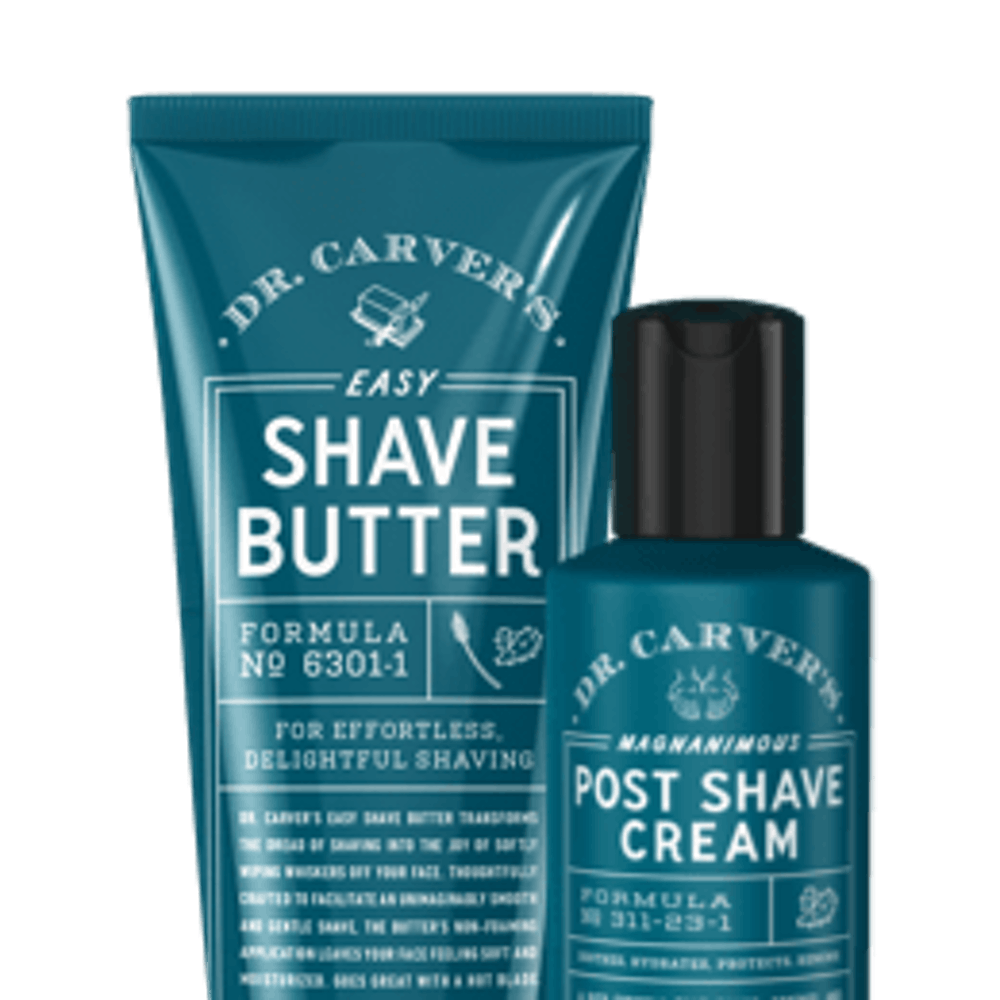 DR. CARVER'S
EASY
SHAVE
BUTTER
FORMULA
Nº 6301-1
FOR EFFORTLESS,
DELIGHTFUL SHAVING
DR. CARVER'S EASY SHAVE BUTTER TRANSFORMS
THE DREAD OF SHAVING INTO THE JOY OF SOFTLY
WIPING WHISKERS OFF YOUR FACE. THOUGHTFULLY
CRAFTED TO FACILITATE AN UNIMAGINABLY SMOOTH
AND GENTLE SHAVE, THE BUTTER'S NON-FOAMING
APPLICATION LEAVES YOUR FACE FEELING SOFT AND
MOISTURIZED. GOES GREAT WITH A HOT BLADE
DR. CARVER'S
MAGNANIMOUS
POST SHAVE
CREAM
FORMULA
Nº 311-23-1
SOOTHES, HYDRATES, PROTECTS,